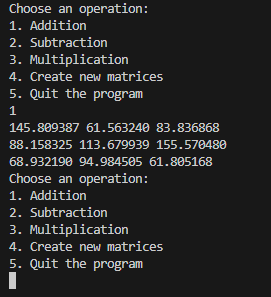 Choose an operation:
1. Addition
2. Subtraction
3. Multiplication
4. Create new matrices
5. Quit the program
1
145.809387 61.563240 83.836868
88.158325 113.679939 155.570480
68.932190 94.984505 61.805168
Choose an operation:
1. Addition
2. Subtraction
3. Multiplication
4. Create new matrices
5. Quit the program